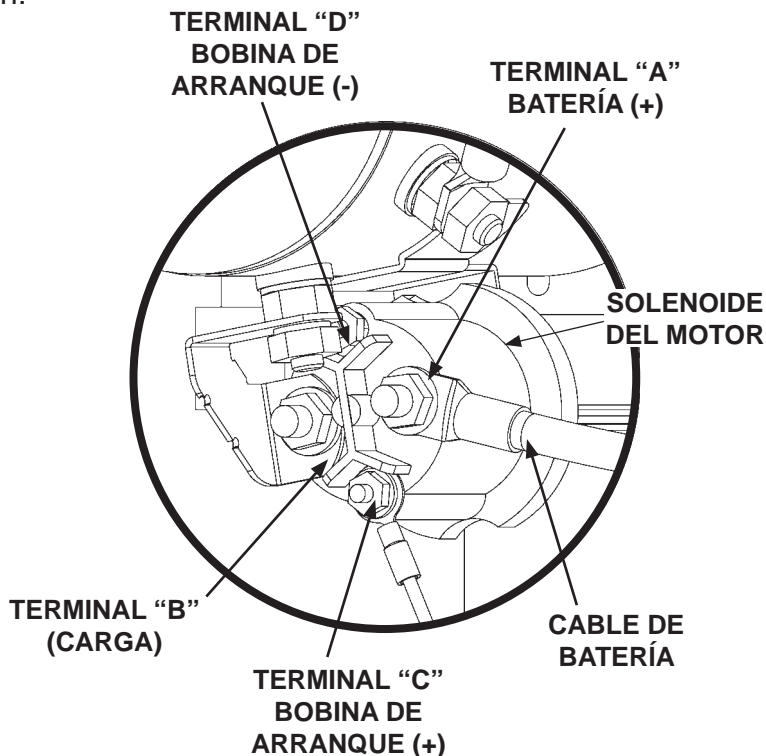 TERMINAL “D”
BOBINA DE
ARRANQUE (-)
TERMINAL “A”
BATERÍA (+)
SOLENOIDE
DEL MOTOR
TERMINAL “B”
(CARGA)
CABLE DE
BATERÍA
TERMINAL “C”
BOBINA DE
ARRANQUE (+)